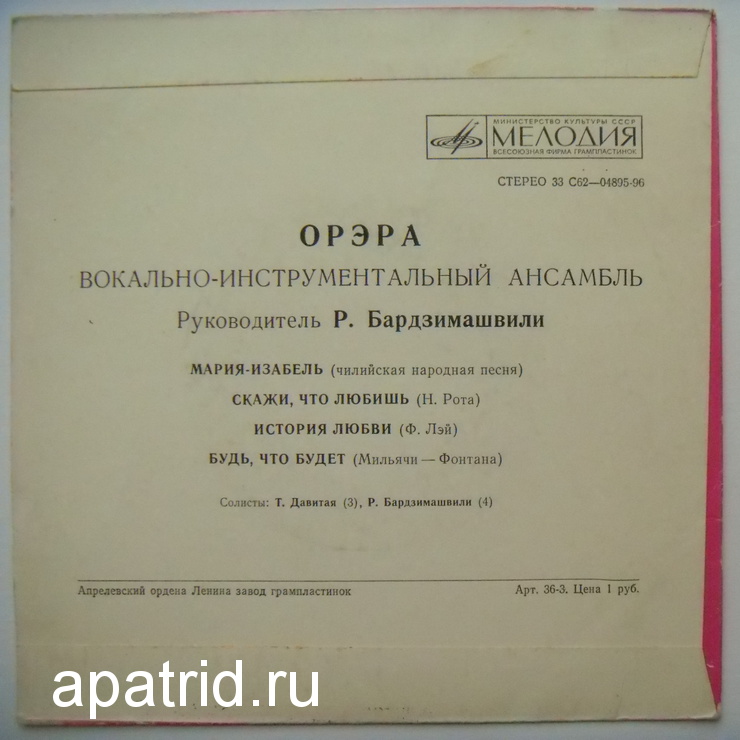 МИНИСТЕРСТВО КУЛЬТУРЫ СССР
МЕЛОДИЯ
ВСЕСОЮЗНАЯ ФИРМА ГРАМПЛАСТИНОК
СТЕРЕО 33 С62—04895-96
ОРЭРА
ВОКАЛЬНО-ИНСТРУМЕНТАЛЬНЫЙ АНСАМБЛЬ
Руководитель Р. Бардзимашвили
МАРИЯ-ИЗАБЕЛЬ (чилийская народная песня)
СКАЖИ, ЧТО ЛЮБИШЬ (Н. Рота)
ИСТОРИЯ ЛЮБВИ (Ф. Лэй)
БУДЬ, ЧТО БУДЕТ (Мильячи — Фонтана)
Солисты: Т. Давитая (3), Р. Бардзимашвили (4)
Апрелевский ордена Ленина завод грампластинок Арт. 36-3. Цена 1 руб.
apatrid.ru